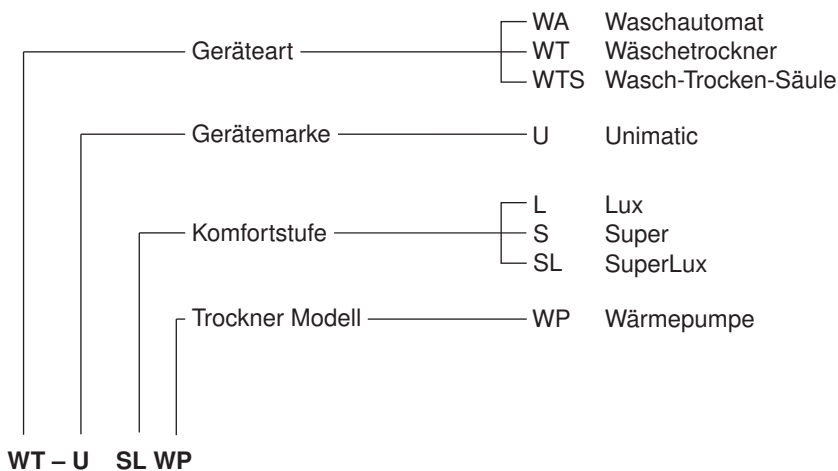 WA Waschautomat
Geräteart WT Wäschetrockner
WTS Wasch-Trocken-Säule
Gerätemarke U Unimatic
L Lux
Komfortstufe S Super
SL SuperLux
Trockner Modell WP Wärmepumpe
WT – U SL WP